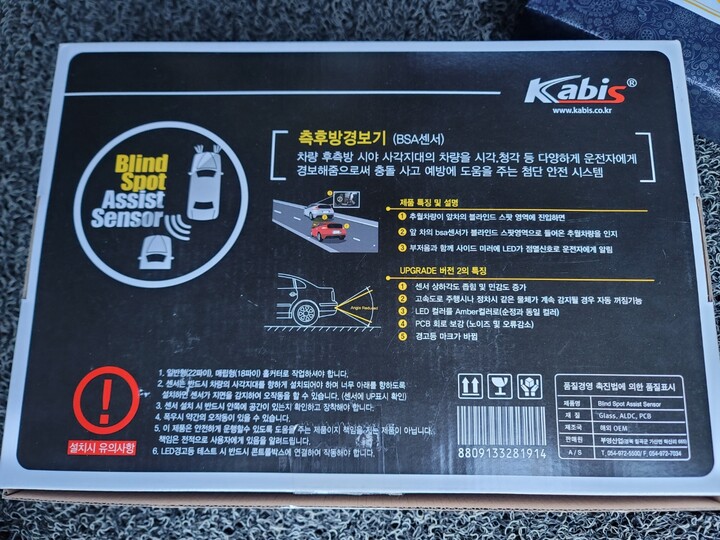 Kabis®
www.kabis.co.kr
Blind
Spot
Assist
Sensor
측후방경보기 (BSA센서)
차량 후측방 시야 사각지대의 차량을 시각,청각 등 다양하게 운전자에게
경보해줌으로써 충돌 사고 예방에 도움을 주는 첨단 안전 시스템
제품 특징 및 설명
1 추월차량이 앞차의 블라인드 스팟 영역에 진입하면
2 앞 차의 bsa센서가 블라인드 스팟영역으로 들어온 추월차량을 인지
3 부저음과 함께 사이드 미러에 LED가 점멸신호로 운전자에게 알림
UPGRADE 버전 2의 특징
1 센서 상하각도 좁힘 및 민감도 증가
2 고속도로 주행시나 정차시 같은 물체가 계속 감지될 경우 자동 꺼짐기능
3 LED 컬러를 Amber컬러로(순정과 동일 컬러)
4 PCB 회로 보강 (노이즈 및 오류감소)
5 경고등 마크가 바뀜
Angle Reduced
설치시 유의사항
1. 일반형(22파이), 매립형(18파이) 홀커터로 작업하셔야 합니다.
2. 센서는 반드시 차량의 사각지대를 향하게 설치되어야 하며 너무 아래를 향하도록
설치하면 센서가 지면을 감지하여 오작동을 할 수 있습니다. (센서에 UP표시 확인)
3. 센서 설치 시 반드시 안쪽에 공간이 있는지 확인하고 장착해야 합니다.
4. 폭우시 약간의 오작동이 있을 수 있습니다.
5. 이 제품은 안전하게 운행할수 있도록 도움을 주는 제품이지 책임을 지는 제품이 아닙니다.
책임은 전적으로 사용자에게 있음을 알려드립니다.
6. LED경고등 테스트 시 반드시 콘트롤박스에 연결하여 작동해야 합니다.
8809133281914
품질경영 촉진법에 의한 품질표시
제품명 Blind Spot Assist Sensor
재 질 Glass, ALDC, PCB
제조국 해외 OEM
판매원 부영산업
A / S T. 054-972-5500/ F. 054-972-7034